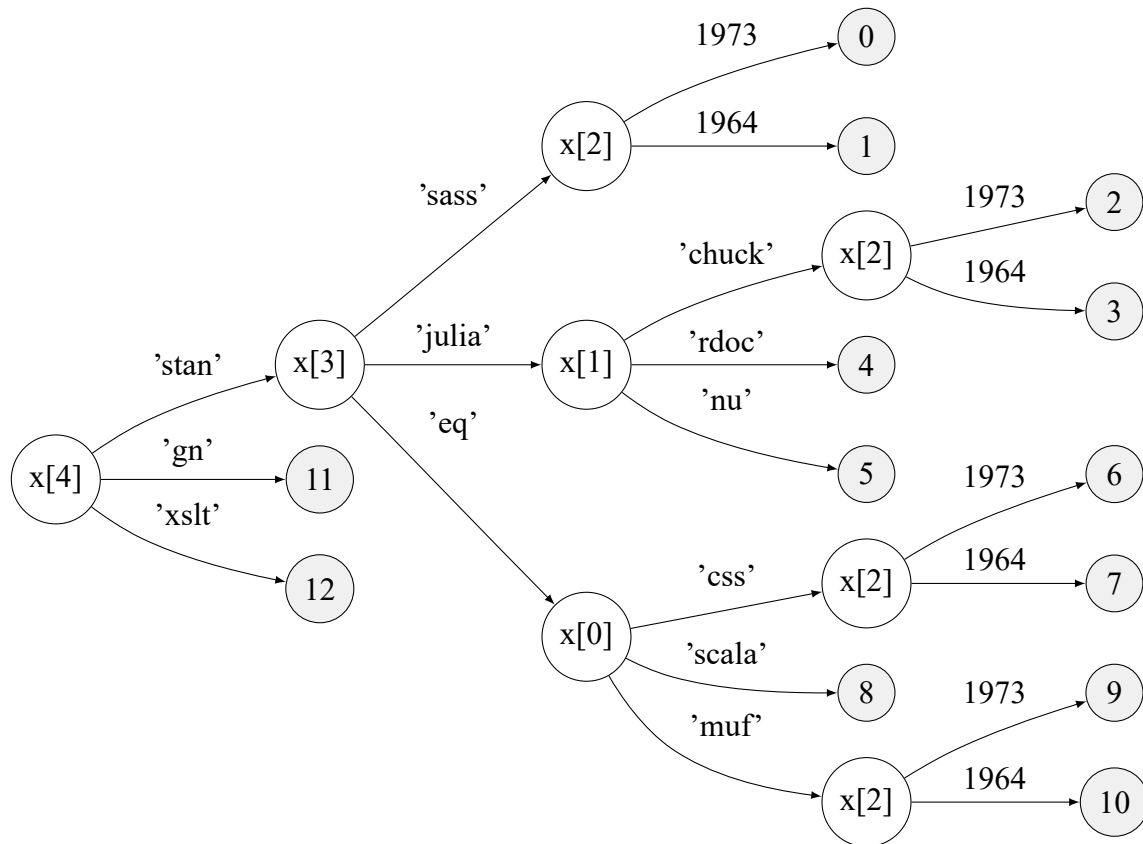 1973
0
x[2]
1964
1
'sass'
1973
2
'chuck'
x[2]
1964
3
'stan'
x[3]
'julia'
x[1]
'rdoc'
4
'nu'
'eq'
5
x[4]
'gn'
11
'xslt'
12
1973
6
'css'
x[2]
1964
7
x[0]
'scala'
8
1973
9
'muf'
x[2]
1964
10